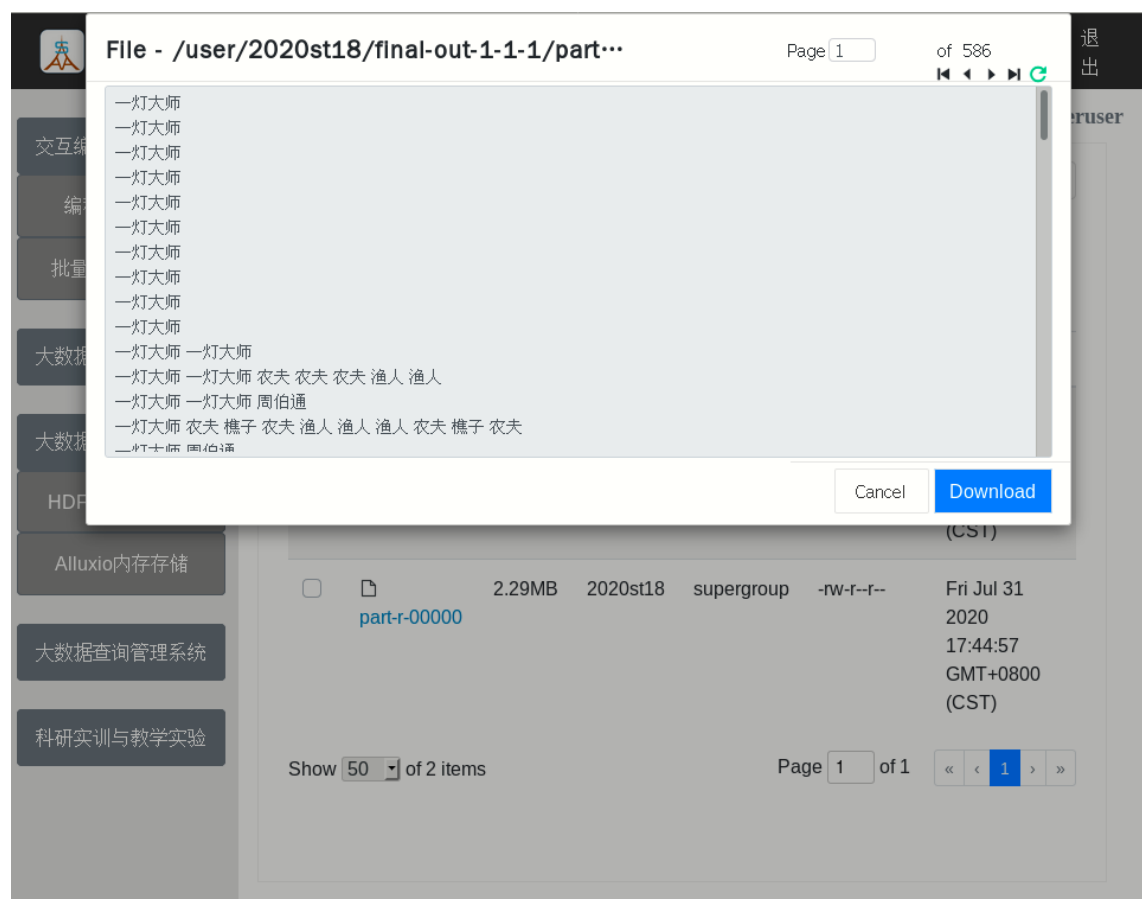 File - /user/2020st18/final-out-1-1-1/part···
Page 1 of 586
退出
eruser
一灯大师
一灯大师
一灯大师
一灯大师
一灯大师
一灯大师
一灯大师
一灯大师
一灯大师
一灯大师
一灯大师 一灯大师
一灯大师 一灯大师 农夫 农夫 农夫 渔人 渔人
一灯大师 一灯大师 周伯通
一灯大师 农夫 樵子 农夫 渔人 渔人 渔人 农夫 樵子 农夫
一灯大师 周伯通
Cancel
Download
交互编
编
批量
大数据
大数据
HDF
Alluxio内存存储
大数据查询管理系统
科研实训与教学实验
(CST)
part-r-00000
2.29MB
2020st18
supergroup
-rw-r--r--
Fri Jul 31
2020
17:44:57
GMT+0800
(CST)
Show 50 of 2 items
Page 1 of 1
« ‹ 1 › »